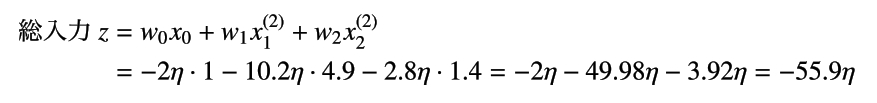 総入力 z = w₀x₀ + w₁x₁⁽²⁾ + w₂x₂⁽²⁾
= −2η · 1 − 10.2η · 4.9 − 2.8η · 1.4 = −2η − 49.98η − 3.92η = −55.9η